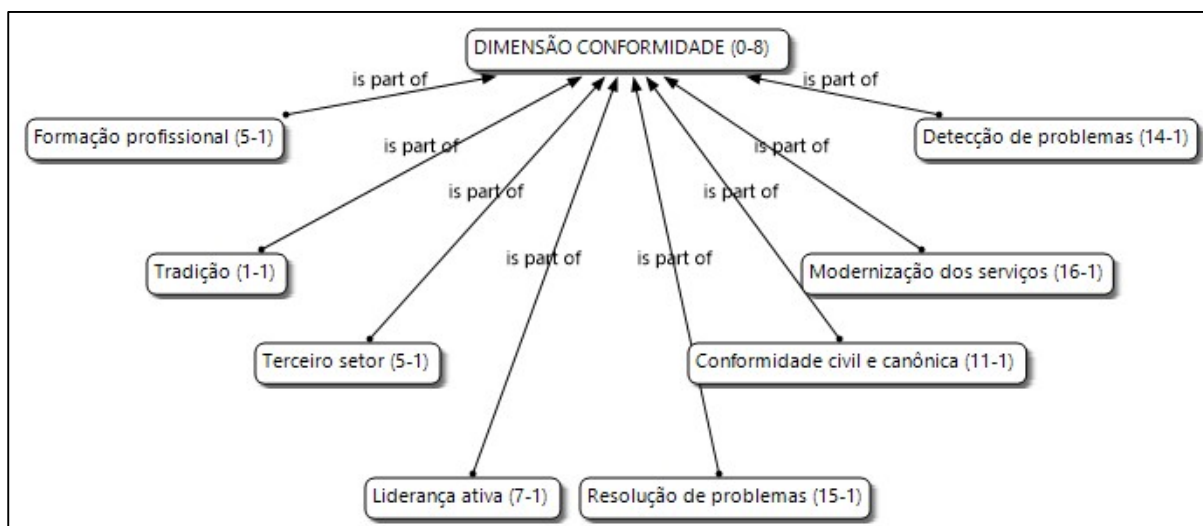 DIMENSÃO CONFORMIDADE (0-8)
is part of
is part of
Formação profissional (5-1)
Detecção de problemas (14-1)
is part of
is part of
is part of
is part of
Tradição (1-1)
is part of
is part of
Modernização dos serviços (16-1)
Terceiro setor (5-1)
Conformidade civil e canônica (11-1)
Liderança ativa (7-1)
Resolução de problemas (15-1)